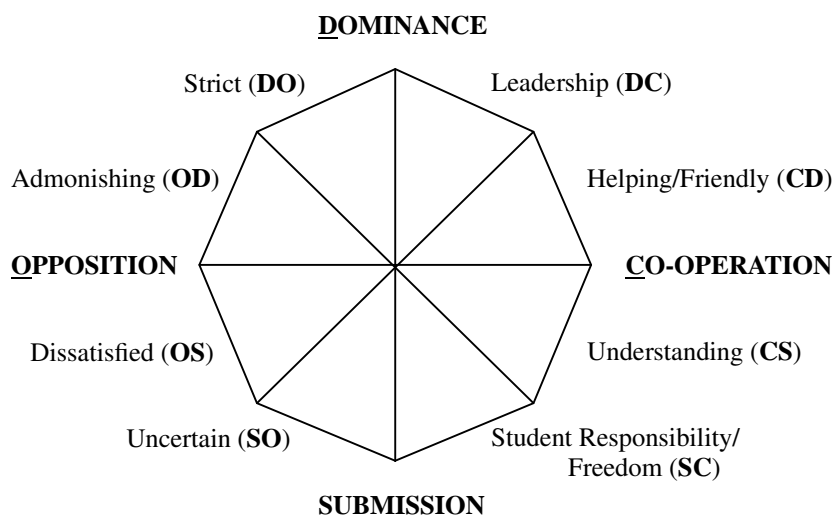 DOMINANCE
Strict (DO)
Leadership (DC)
Admonishing (OD)
Helping/Friendly (CD)
OPPOSITION
CO-OPERATION
Dissatisfied (OS)
Understanding (CS)
Uncertain (SO)
Student Responsibility/
Freedom (SC)
SUBMISSION